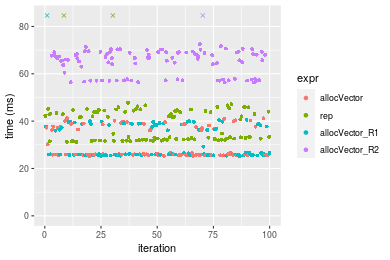 80
60
40
20
0
time (ms)
0
25
50
75
100
iteration
expr
allocVector
rep
allocVector_R1
allocVector_R2